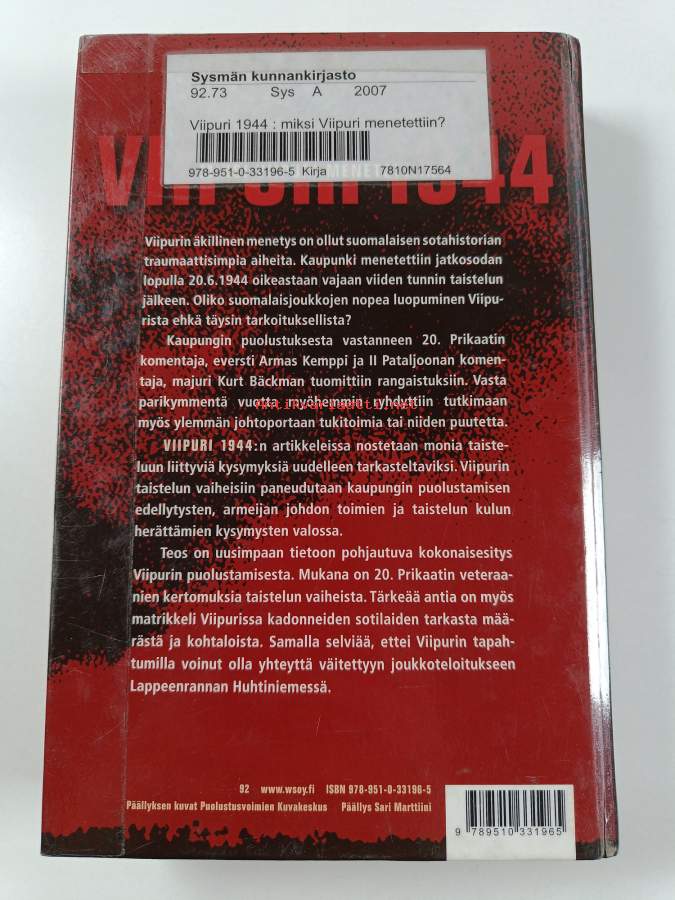 Sysmän kunnankirjasto
92.73 Sys A 2007
Viipuri 1944 : miksi Viipuri menetettiin?
978-951-0-33196-5 Kirja 7810N17564
1944
Viipurin äkillinen menetys on ollut suomalaisen sotahistorian
traumaattisimpia aiheita. Kaupunki menetettiin jatkosodan
lopulla 20.6.1944 oikeastaan vajaan viiden tunnin taistelun
jälkeen. Oliko suomalaisjoukkojen nopea luopuminen Viipu-
rista ehkä täysin tarkoituksellista?
Kaupungin puolustuksesta vastanneen 20. Prikaatin
komentaja, eversti Armas Kemppi ja II Pataljoonan komen-
taja, majuri Kurt Bäckman tuomittiin rangaistuksiin. Vasta
parikymmentä vuotta myöhemmin ryhdyttiin tutkimaan
myös ylemmän johtoportaan tukitoimia tai niiden puutetta.
VIIPURI 1944:n artikkeleissa nostetaan monia taiste-
luun liittyviä kysymyksiä uudelleen tarkasteltaviksi. Viipurin
taistelun vaiheisiin paneudutaan kaupungin puolustamisen
edellytysten, armeijan johdon toimien ja taistelun kulun
herättämien kysymysten valossa.
Teos on uusimpaan tietoon pohjautuva kokonaisesitys
Viipurin puolustamisesta. Mukana on 20. Prikaatin veteraa-
nien kertomuksia taistelun vaiheista. Tärkeää antia on myös
matrikkeli Viipurissa kadonneiden sotilaiden tarkasta mää-
rästä ja kohtaloista. Samalla selviää, ettei Viipurin tapah-
tumilla voinut olla yhteyttä väitettyyn joukkoteloitukseen
Lappeenrannan Huhtiniemessä.
92 www.wsoy.fi ISBN 978-951-0-33196-5
Päällyksen kuvat Puolustusvoimien Kuvakeskus Päällys Sari Marttiini
9 789510 331965